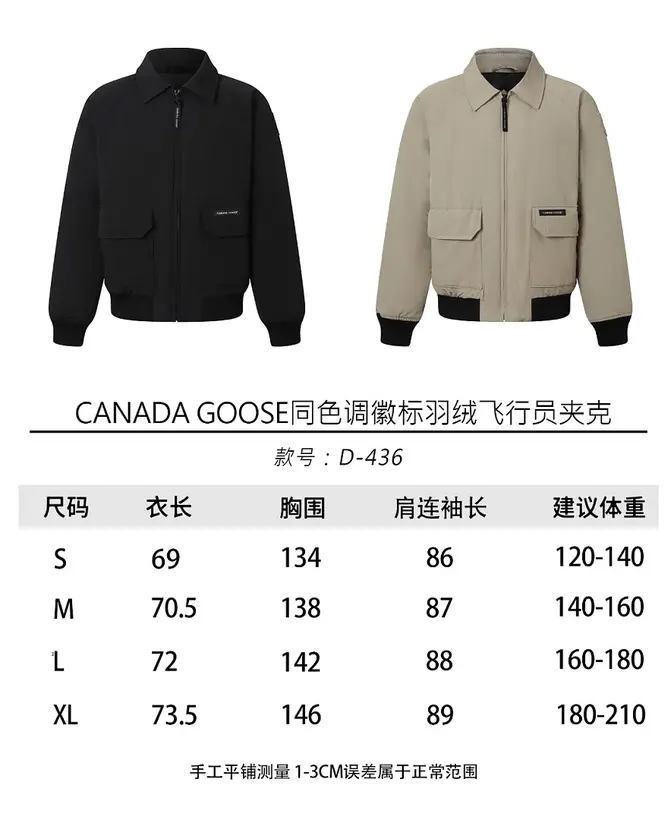 CANADA GOOSE
CANADA GOOSE同色调徽标羽绒飞行员夹克
款号：D-436
尺码 衣长 胸围 肩连袖长 建议体重
S 69 134 86 120-140
M 70.5 138 87 140-160
L 72 142 88 160-180
XL 73.5 146 89 180-210
手工平铺测量 1-3CM误差属于正常范围